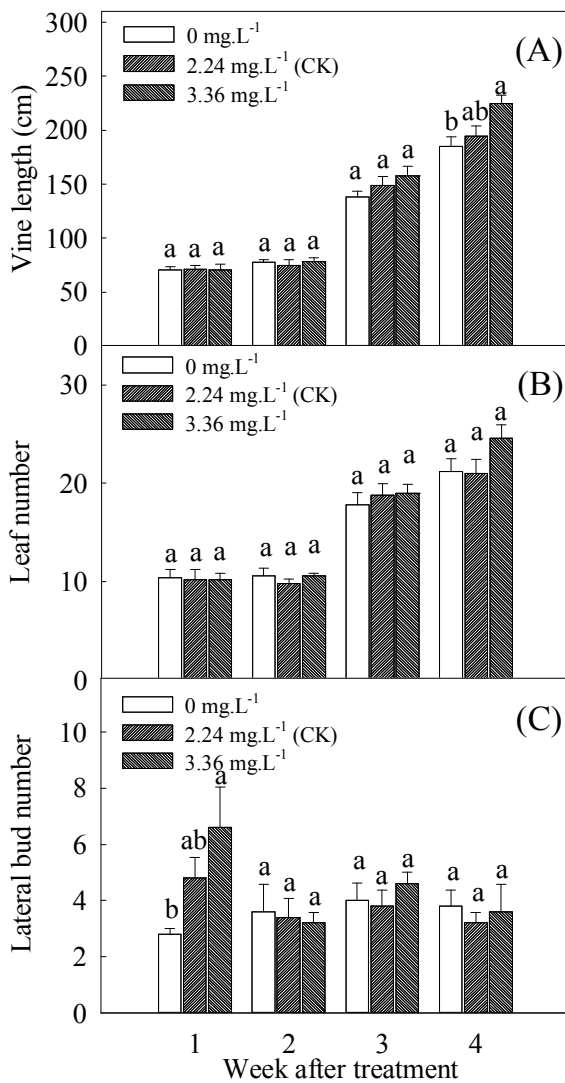 300
250
200
150
100
50
0
Vine length (cm)
0 mg.L⁻¹
2.24 mg.L⁻¹ (CK)
3.36 mg.L⁻¹
(A)
a a a
a a a
a a a
b ab a
30
20
10
0
Leaf number
0 mg.L⁻¹
2.24 mg.L⁻¹ (CK)
3.36 mg.L⁻¹
(B)
a a a
a a a
a a a
a a a
10
8
6
4
2
0
Lateral bud number
0 mg.L⁻¹
2.24 mg.L⁻¹ (CK)
3.36 mg.L⁻¹
(C)
b ab a
a a a
a a a
a a a
1 2 3 4
Week after treatment